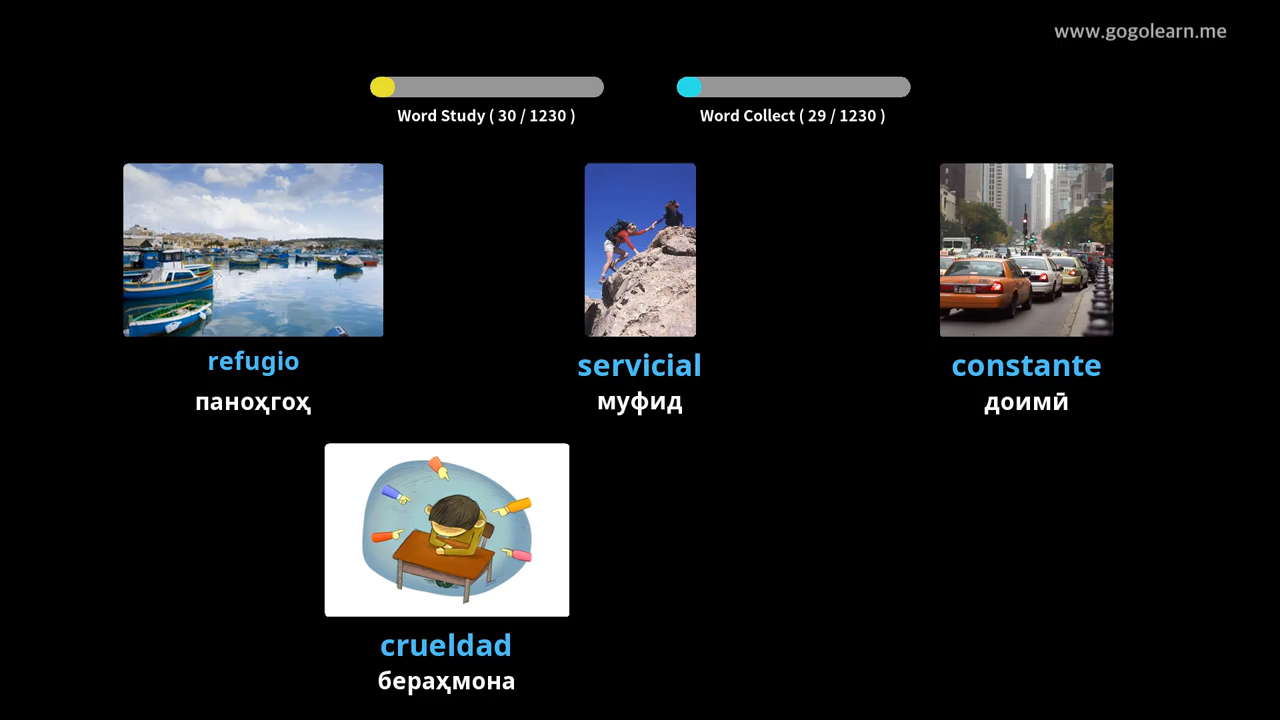 www.gogolearn.me
Word Study ( 30 / 1230 )
Word Collect ( 29 / 1230 )
refugio
паноҳгоҳ
servicial
муфид
constante
доимӣ
crueldad
бераҳмона